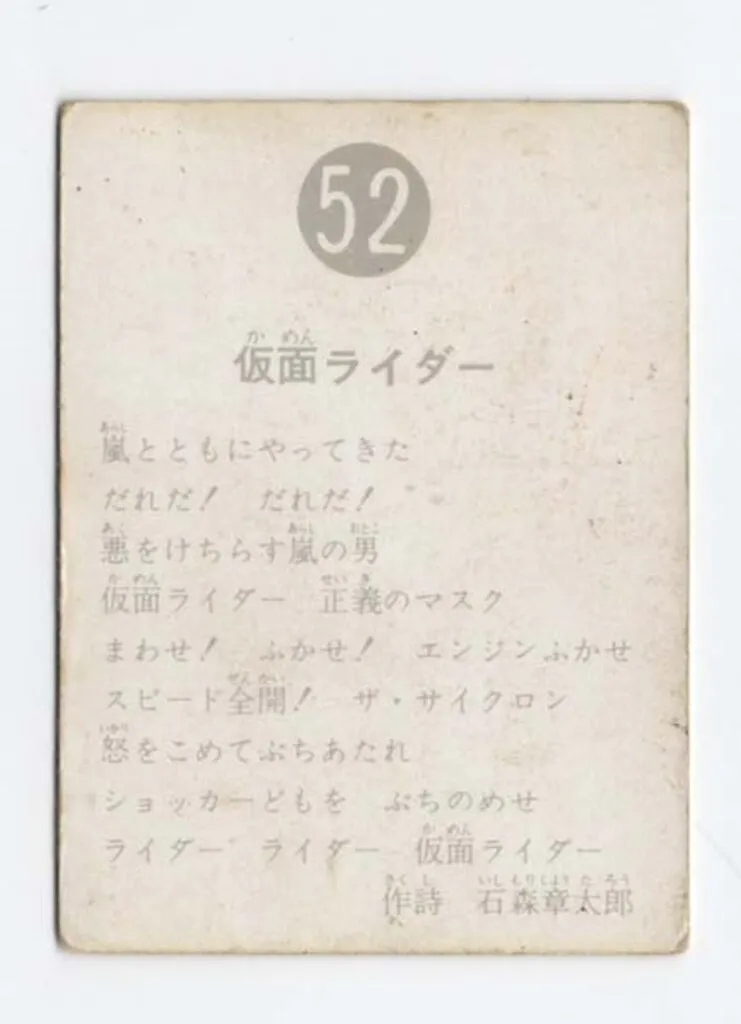 52
仮面ライダー
嵐とともにやってきた
だれだ！　だれだ！
悪をけちらす嵐の男
仮面ライダー　正義のマスク
まわせ！　ふかせ！　エンジンふかせ
スピード全開！　ザ・サイクロン
怒をこめてぶちあたれ
ショッカーどもを　ぶちのめせ
ライダー　ライダー　仮面ライダー
作詩　石森章太郎